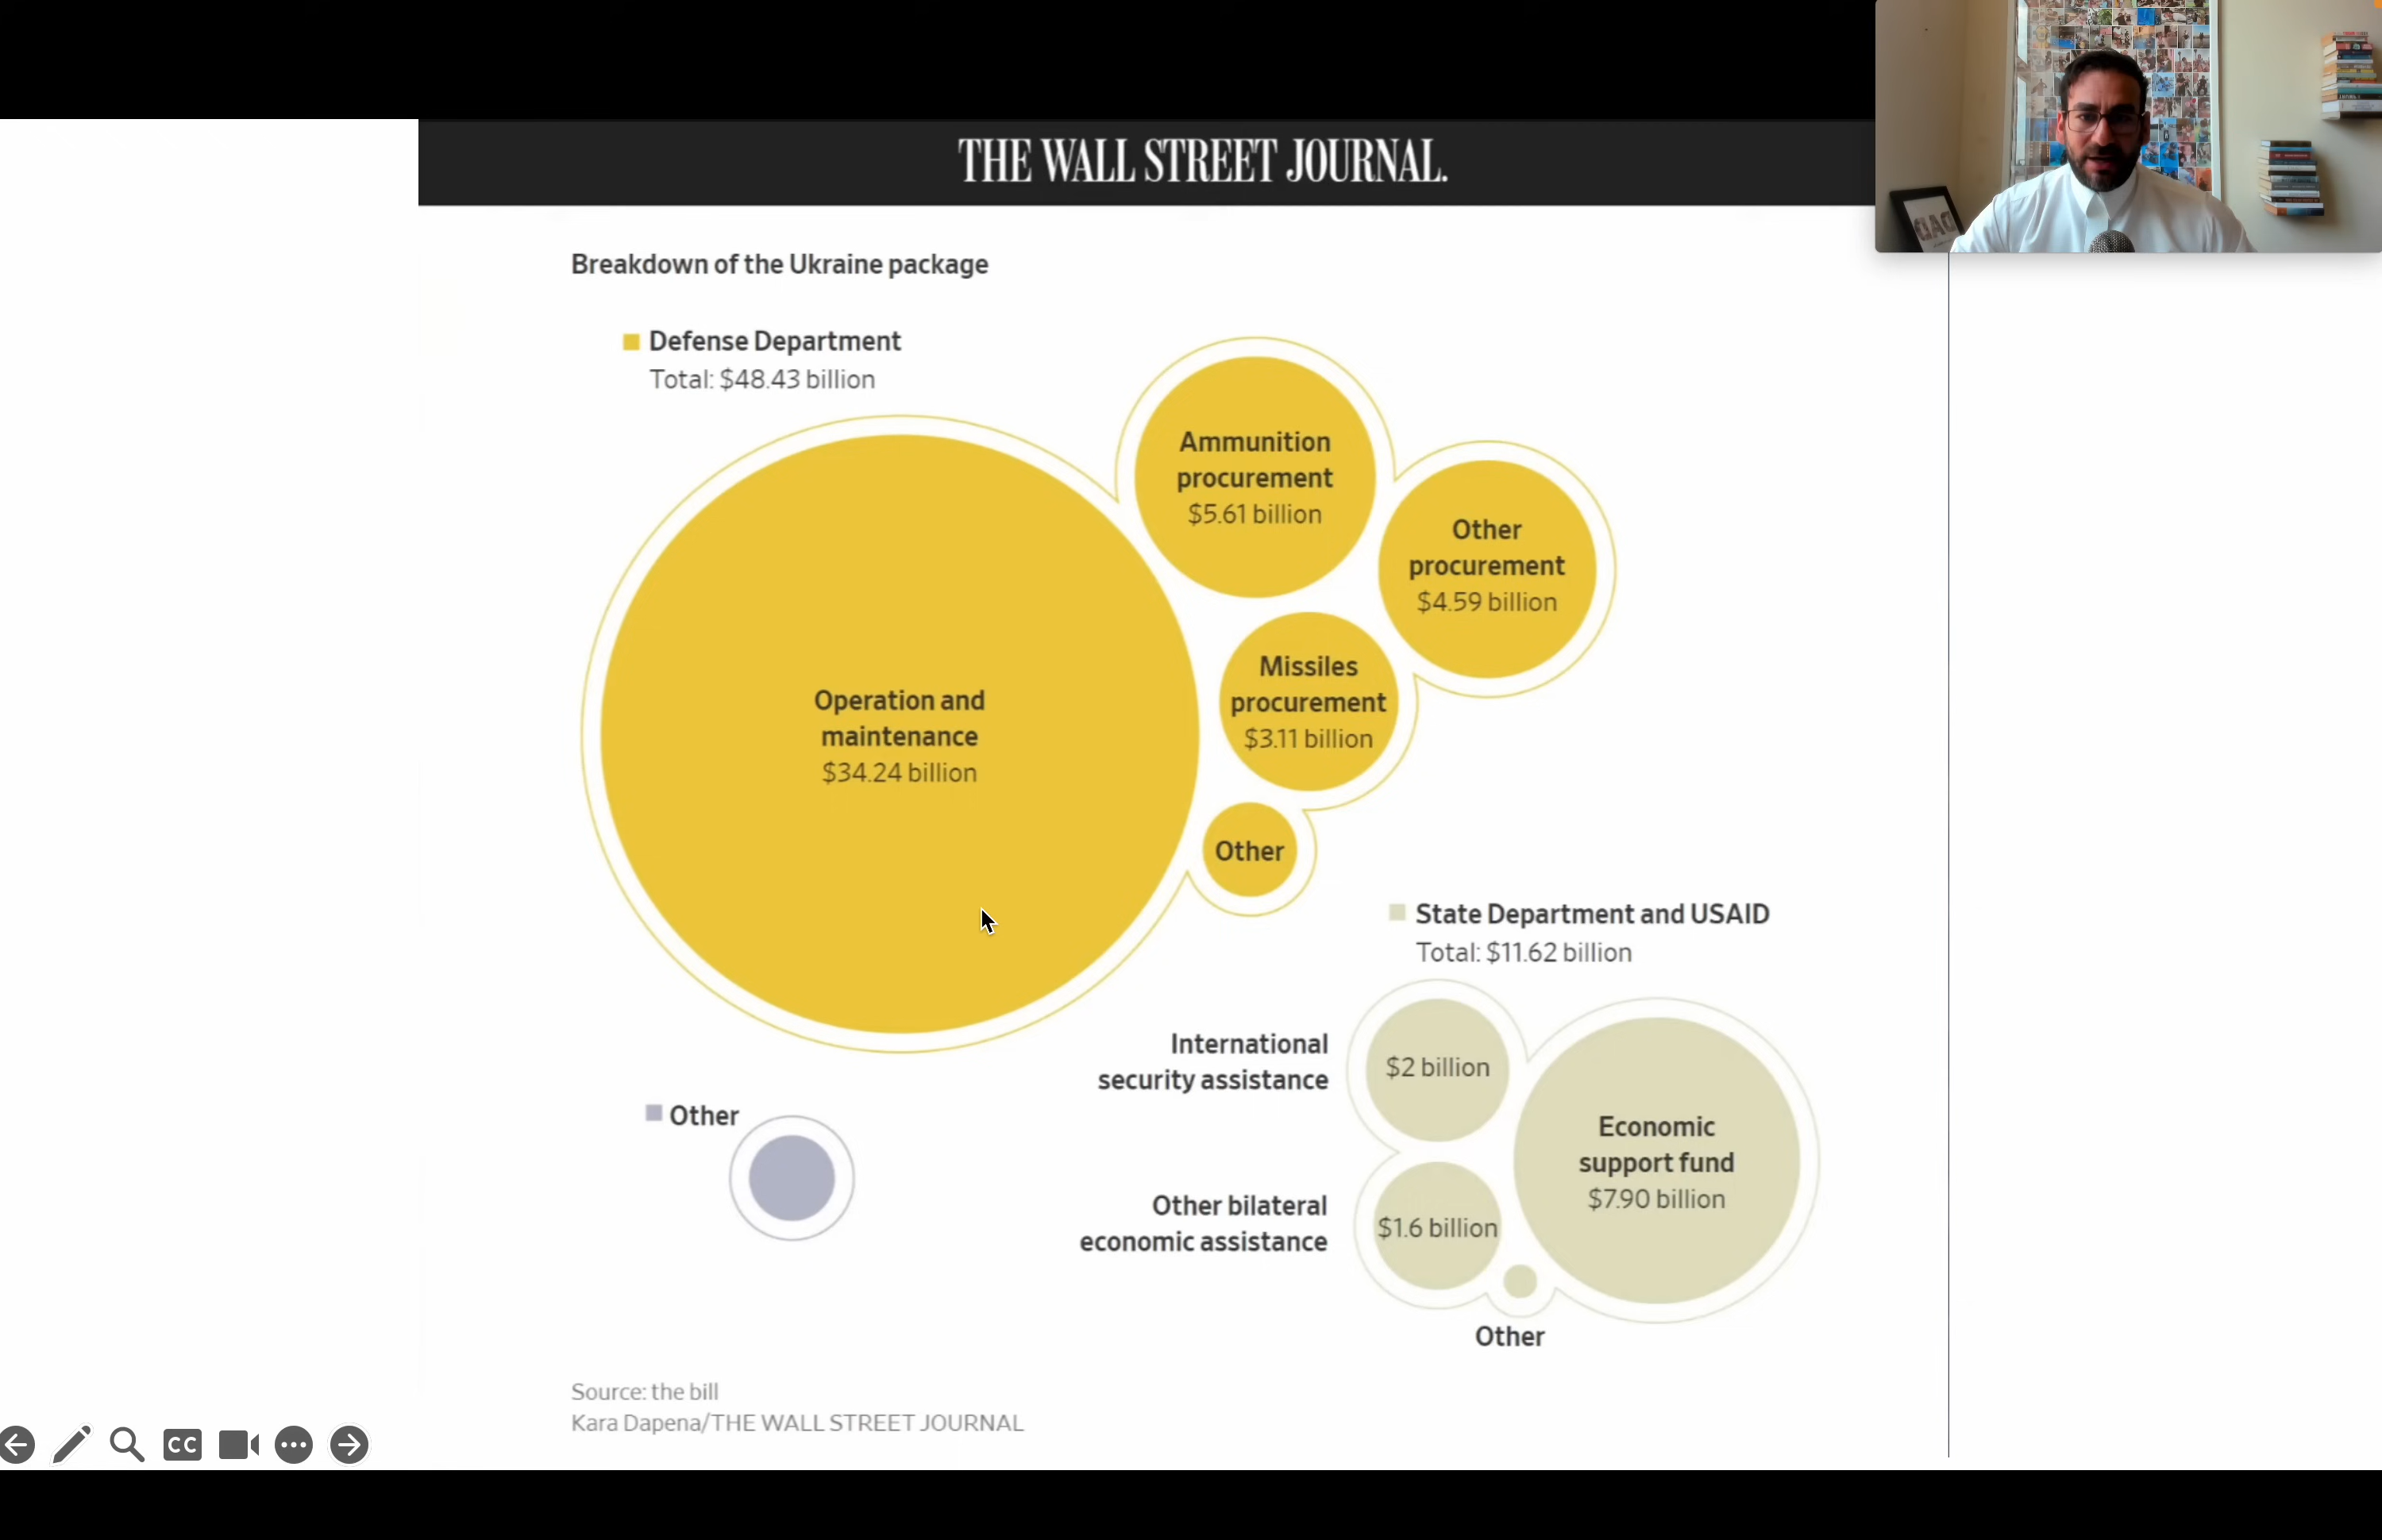 THE WALL STREET JOURNAL.
Breakdown of the Ukraine package
Defense Department
Total: $48.43 billion
Ammunition
procurement
$5.61 billion
Other
procurement
$4.59 billion
Missiles
procurement
$3.11 billion
Operation and
maintenance
$34.24 billion
Other
State Department and USAID
Total: $11.62 billion
International
security assistance
$2 billion
Economic
support fund
$7.90 billion
Other
Other bilateral
economic assistance
$1.6 billion
Other
Source: the bill
Kara Dapena/THE WALL STREET JOURNAL
CC